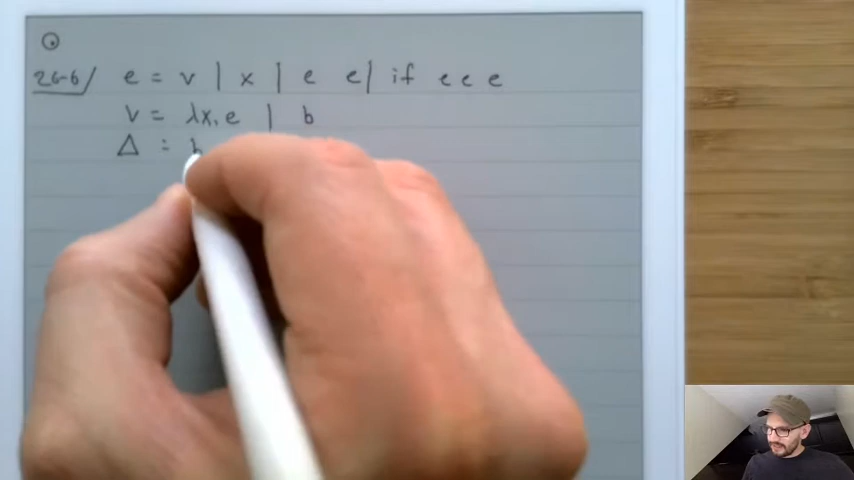 26-6/ e = v | x | e e | if e e e
v = λx. e | b
Δ : b